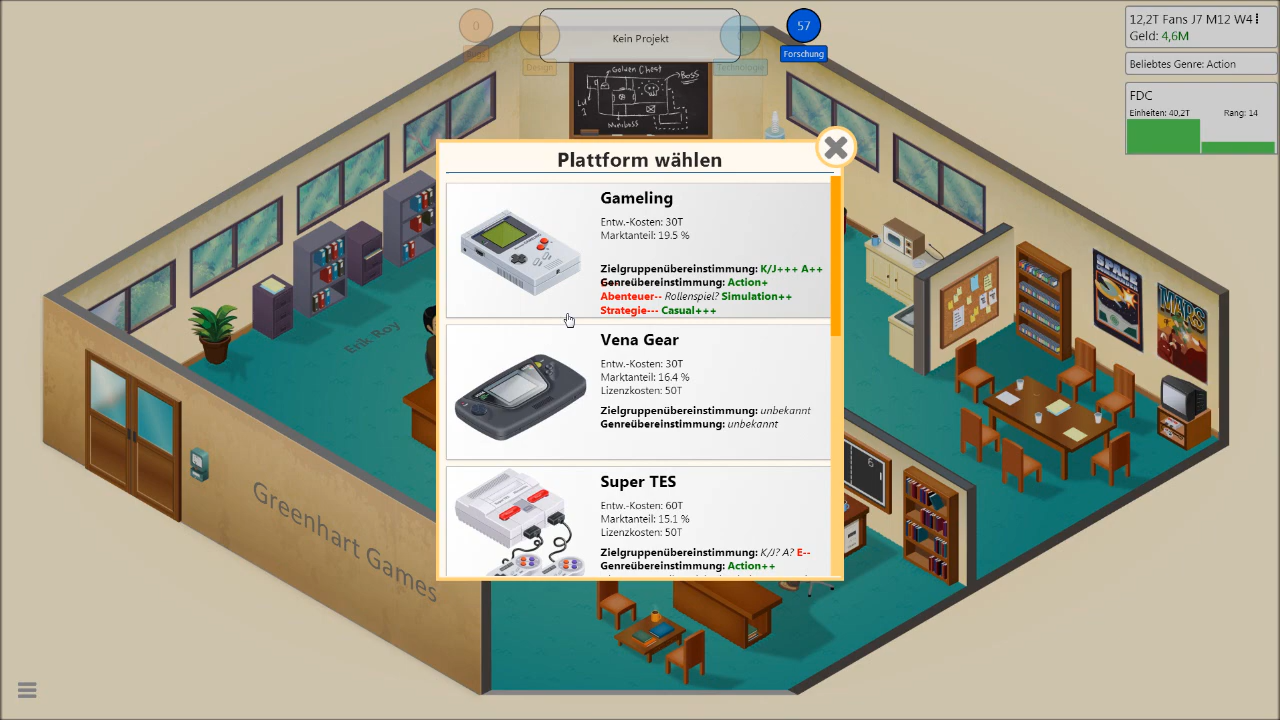 0
Kein Projekt
57
Forschung
Design
Technologie
12,2T Fans J7 M12 W4
Geld: 4,6M
Beliebtes Genre: Action
FDC
Einheiten: 40,2T Rang: 14
Golden Chest
Boss
Miniboss
Plattform wählen
Gameling
Entw.-Kosten: 30T
Marktanteil: 19.5 %
Zielgruppenübereinstimmung: K/J+++ A++
Genreübereinstimmung: Action+
Abenteuer-- Rollenspiel? Simulation++
Strategie--- Casual+++
Vena Gear
Entw.-Kosten: 30T
Marktanteil: 16.4 %
Lizenzkosten: 50T
Zielgruppenübereinstimmung: unbekannt
Genreübereinstimmung: unbekannt
Super TES
Entw.-Kosten: 60T
Marktanteil: 15.1 %
Lizenzkosten: 50T
Zielgruppenübereinstimmung: K/J? A? E--
Genreübereinstimmung: Action++
Erik Roy
SPACE
MAPS
6
Greenhart Games